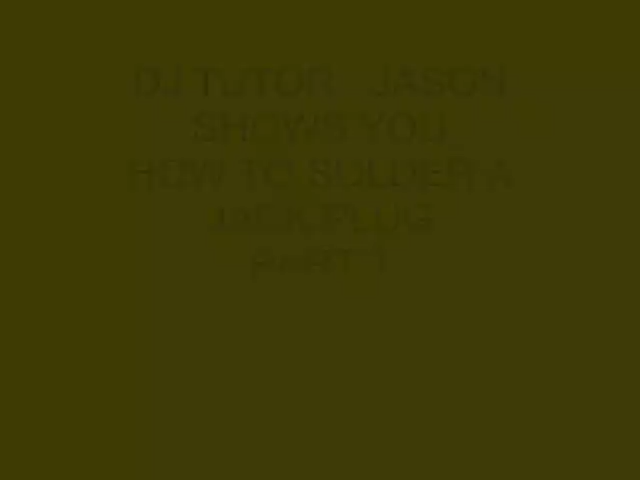 DJ TUTOR JASON
SHOWS YOU
HOW TO SOLDER A
JACK PLUG
PART